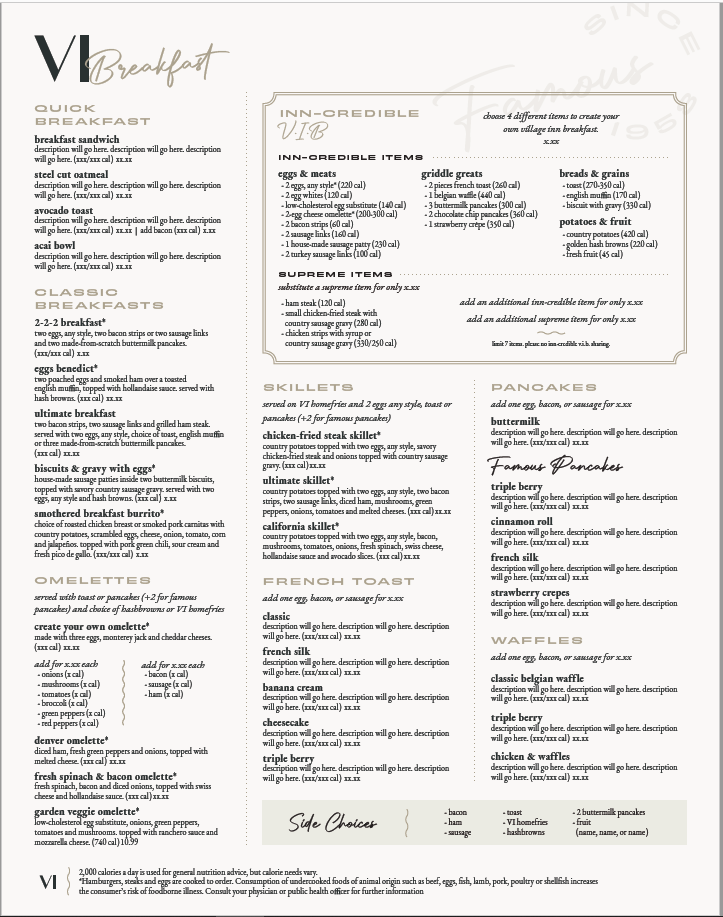 VI Breakfast
SINCE
Famous
1958
QUICK
BREAKFAST
breakfast sandwich
description will go here. description will go here. description
will go here. (xxx/xxx cal) xx.xx
steel cut oatmeal
description will go here. description will go here. description
will go here. (xxx/xxx cal) xx.xx
avocado toast
description will go here. description will go here. description
will go here. (xxx/xxx cal) xx.xx | add bacon (xxx cal) x.xx
acai bowl
description will go here. description will go here. description
will go here. (xxx/xxx cal) xx.xx
CLASSIC
BREAKFASTS
2-2-2 breakfast*
two eggs, any style, two bacon strips or two sausage links
and two made-from-scratch buttermilk pancakes.
(xxx/xxx cal) x.xx
eggs benedict*
two poached eggs and smoked ham over a toasted
english muffin, topped with hollandaise sauce. served with
hash browns. (xxx cal) xx.xx
ultimate breakfast
two bacon strips, two sausage links and grilled ham steak.
served with two eggs, any style, choice of toast, english muffin
or three made-from-scratch buttermilk pancakes.
(xxx cal) xx.xx
biscuits & gravy with eggs*
house-made sausage patties inside two buttermilk biscuits,
topped with savory country sausage gravy. served with two
eggs, any style and hash browns. (xxx cal) x.xx
smothered breakfast burrito*
choice of roasted chicken breast or smoked pork carnitas with
country potatoes, scrambled eggs, cheese, onion, tomato, corn
and jalapeños. topped with pork green chili, sour cream and
fresh pico de gallo. (xxx/xxx cal) x.xx
OMELETTES
served with toast or pancakes (+2 for famous
pancakes) and choice of hashbrowns or VI homefries
create your own omelette*
made with three eggs, monterey jack and cheddar cheeses.
(xxx cal) xx.xx
add for x.xx each
- onions (x cal)
- mushrooms (x cal)
- tomatoes (x cal)
- broccoli (x cal)
- green peppers (x cal)
- red peppers (x cal)
add for x.xx each
- bacon (x cal)
- sausage (x cal)
- ham (x cal)
denver omelette*
diced ham, fresh green peppers and onions, topped with
melted cheese. (xxx cal) xx.xx
fresh spinach & bacon omelette*
fresh spinach, bacon and diced onions, topped with swiss
cheese and hollandaise sauce. (xxx cal) xx.xx
garden veggie omelette*
low-cholesterol egg substitute, onions, green peppers,
tomatoes and mushrooms. topped with ranchero sauce and
mozzarella cheese. (740 cal)10.99
INN-CREDIBLE
V.I.B
choose 4 different items to create your
own village inn breakfast.
x.xx
INN-CREDIBLE ITEMS
eggs & meats
- 2 eggs, any style* (220 cal)
- 2 egg whites (120 cal)
- low-cholesterol egg substitute (140 cal)
- 2-egg cheese omelette* (200-300 cal)
- 2 bacon strips (60 cal)
- 2 sausage links (160 cal)
- 1 house-made sausage patty (230 cal)
- 2 turkey sausage links (100 cal)
griddle greats
- 2 pieces french toast (260 cal)
- 1 belgian waffle (440 cal)
- 3 buttermilk pancakes (300 cal)
- 2 chocolate chip pancakes (360 cal)
- 1 strawberry crêpe (350 cal)
breads & grains
- toast (270-350 cal)
- english muffin (170 cal)
- biscuit with gravy (330 cal)
potatoes & fruit
- country potatoes (420 cal)
- golden hash browns (220 cal)
- fresh fruit (45 cal)
SUPREME ITEMS
substitute a supreme item for only x.xx
- ham steak (120 cal)
- small chicken-fried steak with
country sausage gravy (280 cal)
- chicken strips with syrup or
country sausage gravy (330/250 cal)
add an additional inn-credible item for only x.xx
add an additional supreme item for only x.xx
limit 7 items. please. no inn-credible v.i.b. sharing.
SKILLETS
served on VI homefries and 2 eggs any style, toast or
pancakes (+2 for famous pancakes)
chicken-fried steak skillet*
country potatoes topped with two eggs, any style, savory
chicken-fried steak and onions topped with country sausage
gravy. (xxx cal)xx.xx
ultimate skillet*
country potatoes topped with two eggs, any style, two bacon
strips, two sausage links, diced ham, mushrooms, green
peppers, onions, tomatoes and melted cheeses. (xxx cal)xx.xx
california skillet*
country potatoes topped with two eggs, any style, bacon,
mushrooms, tomatoes, onions, fresh spinach, swiss cheese,
hollandaise sauce and avocado slices. (xxx cal) x.xx
FRENCH TOAST
add one egg, bacon, or sausage for x.xx
classic
description will go here. description will go here. description
will go here. (xxx/xxx cal) xx.xx
french silk
description will go here. description will go here. description
will go here. (xxx/xxx cal) xx.xx
banana cream
description will go here. description will go here. description
will go here. (xxx/xxx cal) xx.xx
cheesecake
description will go here. description will go here. description
will go here. (xxx/xxx cal) xx.xx
triple berry
description will go here. description will go here. description
will go here. (xxx/xxx cal) xx.xx
PANCAKES
add one egg, bacon, or sausage for x.xx
buttermilk
description will go here. description will go here. description
will go here. (xxx/xxx cal) xx.xx
Famous Pancakes
triple berry
description will go here. description will go here. description
will go here. (xxx/xxx cal) xx.xx
cinnamon roll
description will go here. description will go here. description
will go here. (xxx/xxx cal) xx.xx
french silk
description will go here. description will go here. description
will go here. (xxx/xxx cal) xx.xx
strawberry crepes
description will go here. description will go here. description
will go here. (xxx/xxx cal) xx.xx
WAFFLES
add one egg, bacon, or sausage for x.xx
classic belgian waffle
description will go here. description will go here. description
will go here. (xxx/xxx cal) xx.xx
triple berry
description will go here. description will go here. description
will go here. (xxx/xxx cal) xx.xx
chicken & waffles
description will go here. description will go here. description
will go here. (xxx/xxx cal) xx.xx
Side Choices
- bacon
- ham
- sausage
- toast
- VI homefries
- hashbrowns
- 2 buttermilk pancakes
- fruit
(name, name, or name)
VI
2,000 calories a day is used for general nutrition advice, but calorie needs vary.
*Hamburgers, steaks and eggs are cooked to order. Consumption of undercooked foods of animal origin such as beef, eggs, fish, lamb, pork, poultry or shellfish increases
the consumer's risk of foodborne illness. Consult your physician or public health officer for further information